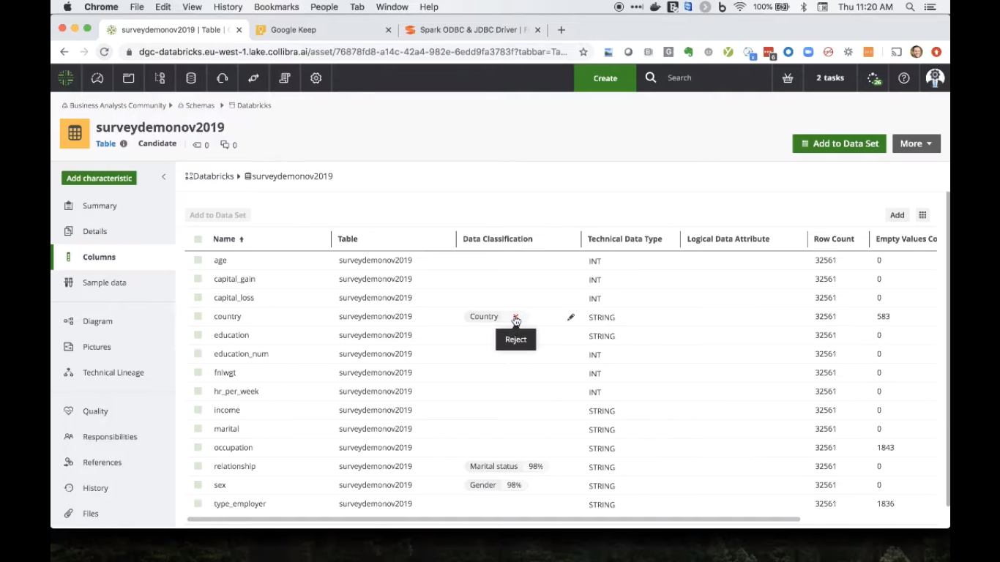 Chrome File Edit View History Bookmarks People Tab Window Help 100% Thu 11:20 AM
surveydemonov2019 | Table | Google Keep Spark ODBC & JDBC Driver | F
dgc-databricks.eu-west-1.lake.collibra.ai/asset/76878fd8-a14c-42a4-982e-6edd9fa3783f?tabbar=Ta...
Create Search 2 tasks 26
Business Analysts Community Schemas Databricks
surveydemonov2019
Table Candidate 0 0
Add to Data Set More
Add characteristic
Databricks surveydemonov2019
Summary
Details
Columns
Sample data
Diagram
Pictures
Technical Lineage
Quality
Responsibilities
References
History
Files
Add to Data Set Add
Name Table Data Classification Technical Data Type Logical Data Attribute Row Count Empty Values Co
age surveydemonov2019 INT 32561 0
capital_gain surveydemonov2019 INT 32561 0
capital_loss surveydemonov2019 INT 32561 0
country surveydemonov2019 Country STRING 32561 583
Reject
education surveydemonov2019 STRING 32561 0
education_num surveydemonov2019 INT 32561 0
fnlwgt surveydemonov2019 INT 32561 0
hr_per_week surveydemonov2019 INT 32561 0
income surveydemonov2019 STRING 32561 0
marital surveydemonov2019 STRING 32561 0
occupation surveydemonov2019 STRING 32561 1843
relationship surveydemonov2019 Marital status 98% STRING 32561 0
sex surveydemonov2019 Gender 98% STRING 32561 0
type_employer surveydemonov2019 STRING 32561 1836